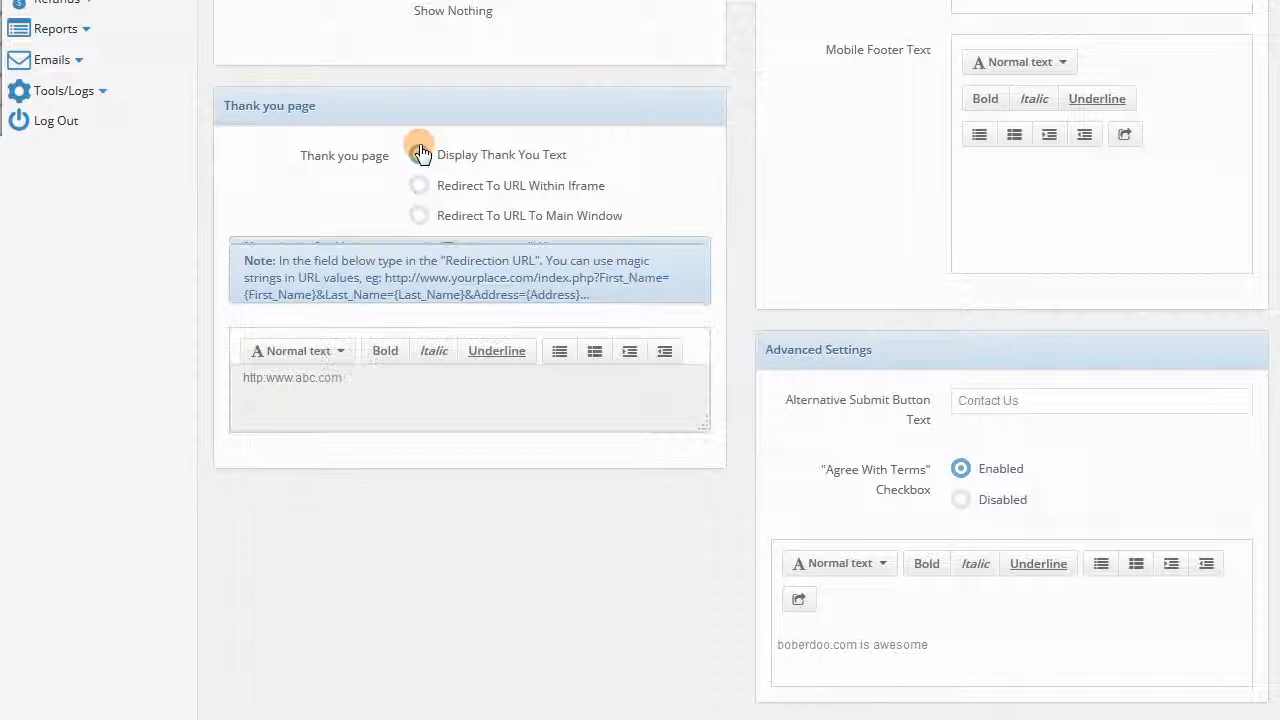 Refunds
Reports
Emails
Tools/Logs
Log Out
Show Nothing
Thank you page
Thank you page
Display Thank You Text
Redirect To URL Within Iframe
Redirect To URL To Main Window
Note: In the field below type in the "Redirection URL". You can use magic
strings in URL values, eg: http://www.yourplace.com/index.php?First_Name=
{First_Name}&Last_Name={Last_Name}&Address={Address}...
Normal text Bold Italic Underline
http:www.abc.com
Mobile Footer Text
Normal text
Bold Italic Underline
Advanced Settings
Alternative Submit Button
Text
Contact Us
"Agree With Terms"
Checkbox
Enabled
Disabled
Normal text Bold Italic Underline
boberdoo.com is awesome